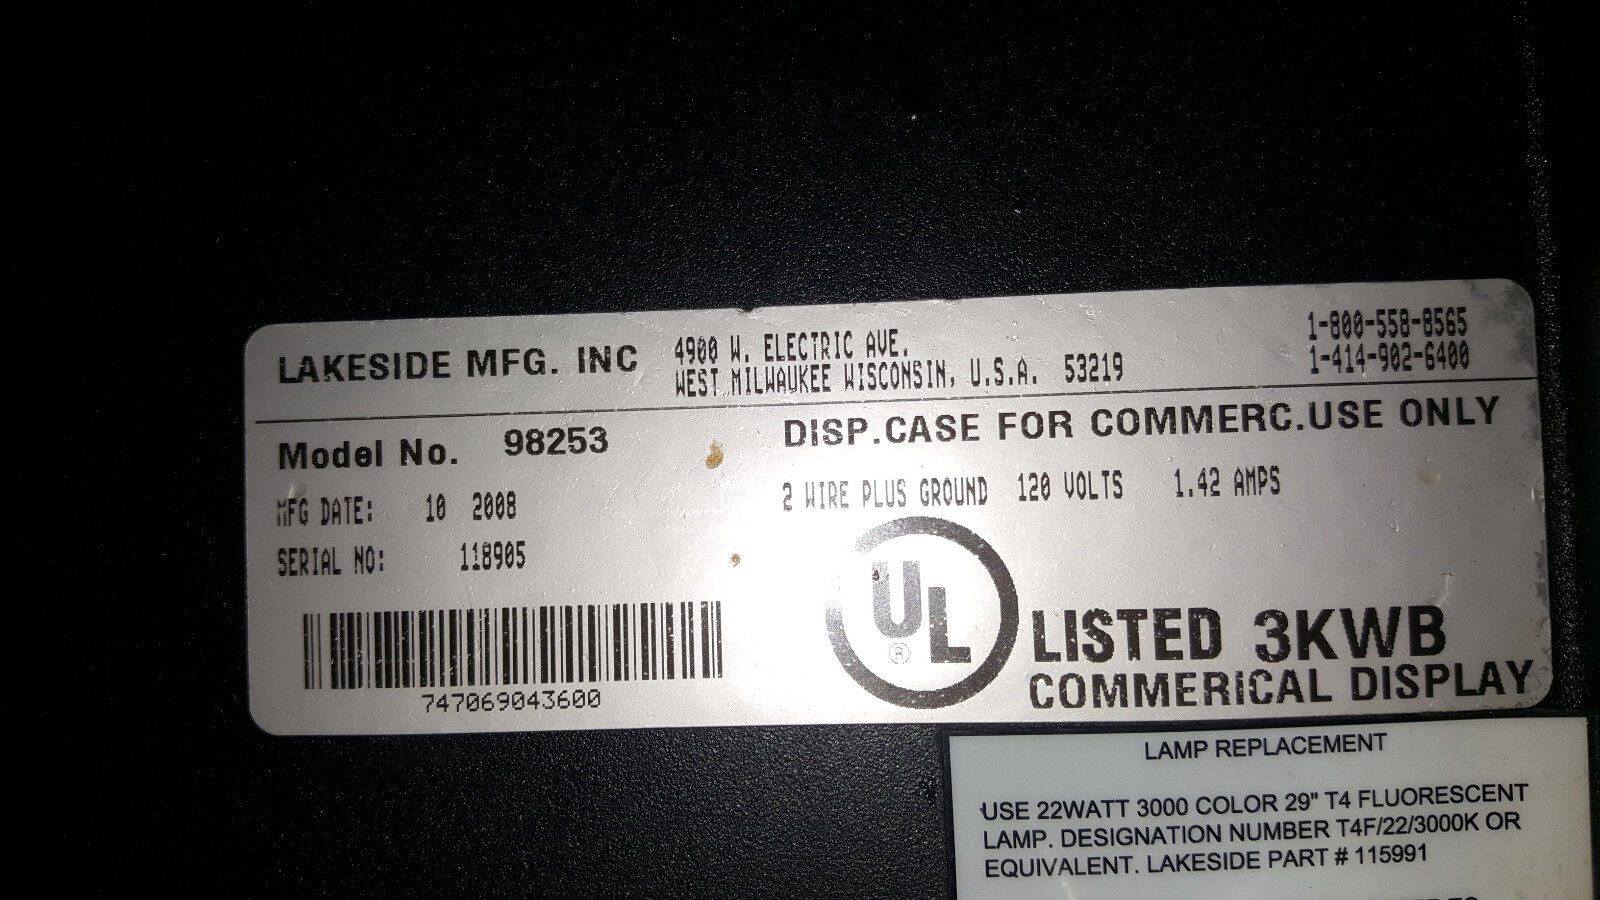 LAKESIDE MFG. INC
4900 W. ELECTRIC AVE.
WEST MILWAUKEE WISCONSIN, U.S.A. 53219
1-800-558-8565
1-414-902-6400
Model No. 98253
MFG DATE: 10 2008
SERIAL NO: 118905
747069043600
DISP.CASE FOR COMMERC.USE ONLY
2 WIRE PLUS GROUND 120 VOLTS 1.42 AMPS
UL ®
LISTED 3KWB
COMMERICAL DISPLAY
LAMP REPLACEMENT
USE 22WATT 3000 COLOR 29" T4 FLUORESCENT
LAMP. DESIGNATION NUMBER T4F/22/3000K OR
EQUIVALENT. LAKESIDE PART # 115991